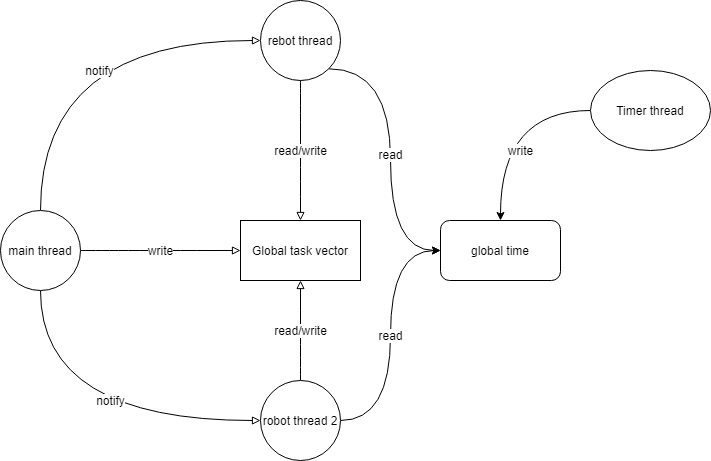 rebot thread
notify
Timer thread
read/write
read
write
main thread
write
Global task vector
global time
read/write
read
notify
robot thread 2